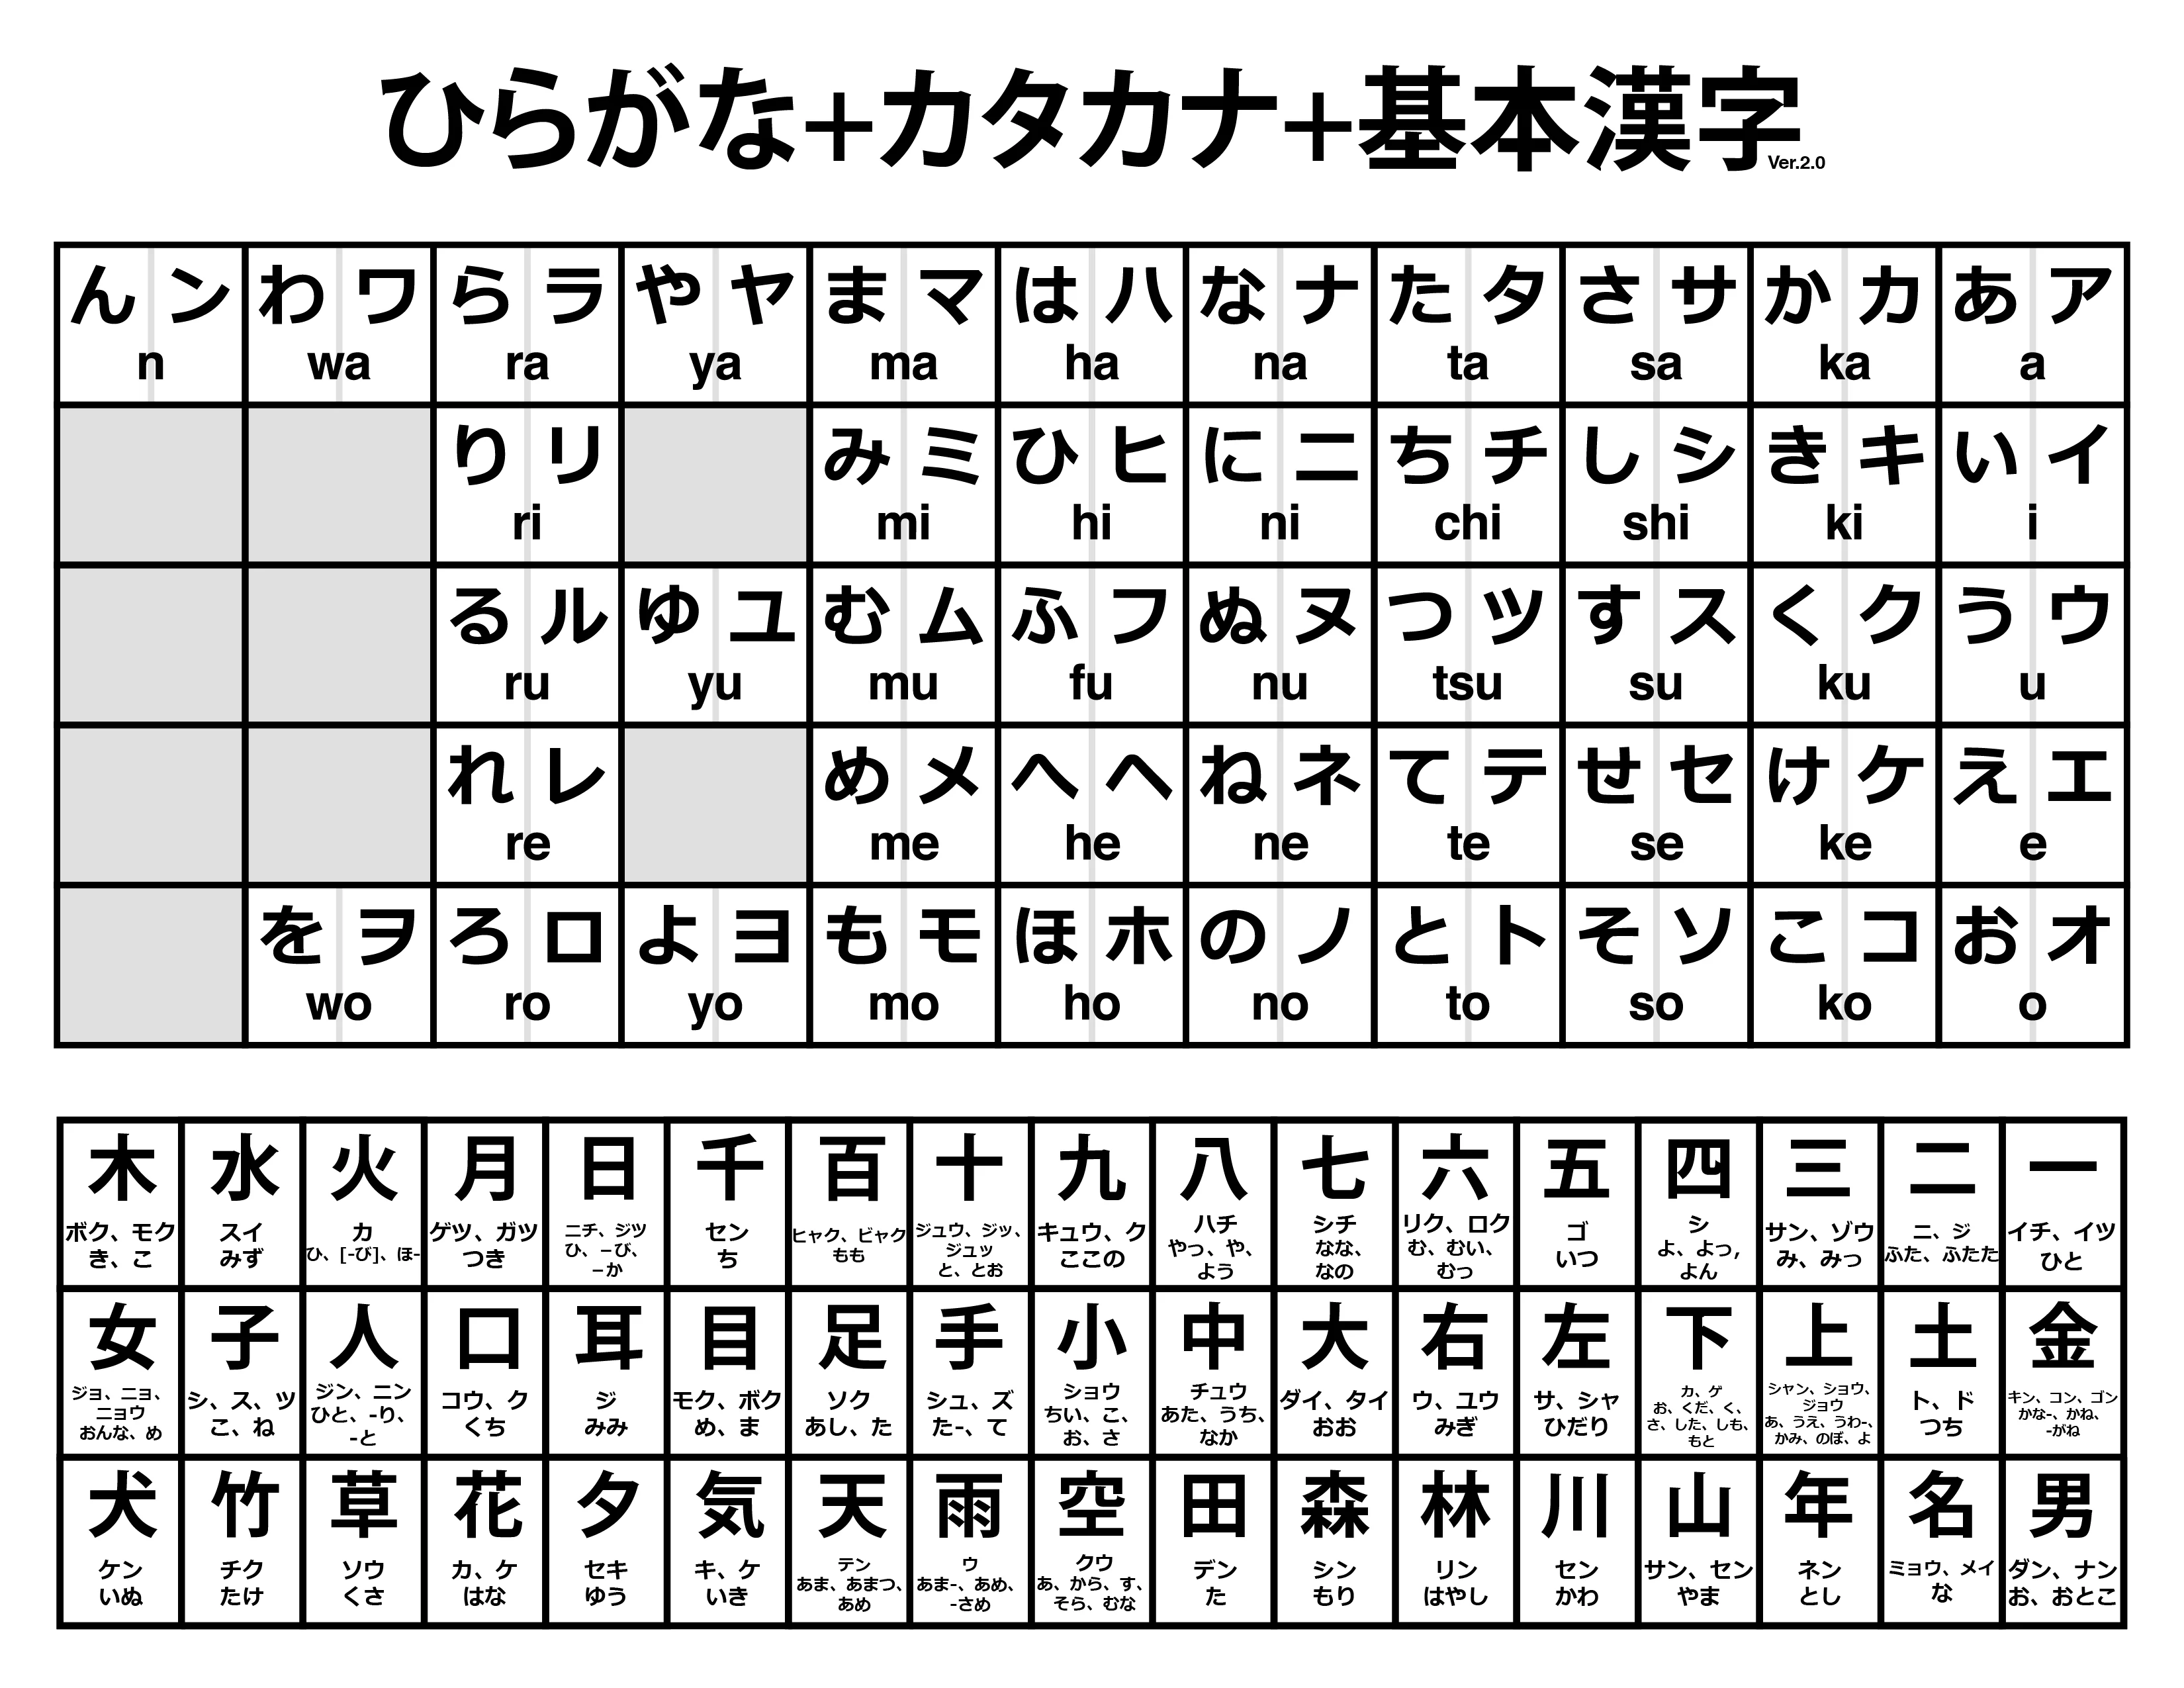 ひらがな+カタカナ+基本漢字 Ver.2.0
ん ン わ ワ ら ラ や ヤ ま マ は ハ な ナ た タ さ サ か カ あ ア
n wa ra ya ma ha na ta sa ka a
り リ み ミ ひ ヒ に ニ ち チ し シ き キ い イ
ri mi hi ni chi shi ki i
る ル ゆ ユ む ム ふ フ ぬ ヌ つ ツ す ス く ク う ウ
ru yu mu fu nu tsu su ku u
れ レ め メ へ ヘ ね ネ て テ せ セ け ケ え エ
re me he ne te se ke e
を ヲ ろ ロ よ ヨ も モ ほ ホ の ノ と ト そ ソ こ コ お オ
wo ro yo mo ho no to so ko o
木
ボク、モク
き、こ
水
スイ
みず
火
カ
ひ、[-び]、ほ-
月
ゲツ、ガツ
つき
日
ニチ、ジツ
ひ、−び、
−か
千
セン
ち
百
ヒャク、ビャク
もも
十
ジュウ、ジッ、
ジュッ
と、とお
九
キュウ、ク
ここの
八
ハチ
やっ、や、
よう
七
シチ
なな、
なの
六
リク、ロク
む、むい、
むっ
五
ゴ
いつ
四
シ
よ、よっ,
よん
三
サン、ゾウ
み、みっ
二
ニ、ジ
ふた、ふたた
一
イチ、イツ
ひと
女
ジョ、ニョ、
ニョウ
おんな、め
子
シ、ス、ツ
こ、ね
人
ジン、ニン
ひと、-り、
-と
口
コウ、ク
くち
耳
ジ
みみ
目
モク、ボク
め、ま
足
ソク
あし、た
手
シュ、ズ
た-、て
小
ショウ
ちい、こ、
お、さ
中
チュウ
あた、うち、
なか
大
ダイ、タイ
おお
右
ウ、ユウ
みぎ
左
サ、シャ
ひだり
下
カ、ゲ
お、くだ、く、
さ、した、しも、
もと
上
シャン、ショウ、
ジョウ
あ、うえ、うわ-、
かみ、のぼ、よ
土
ト、ド
つち
金
キン、コン、ゴン
かな-、かね、
-がね
犬
ケン
いぬ
竹
チク
たけ
草
ソウ
くさ
花
カ、ケ
はな
夕
セキ
ゆう
気
キ、ケ
いき
天
テン
あま、あまつ、
あめ
雨
ウ
あま-、あめ、
-さめ
空
クウ
あ、から、す、
そら、むな
田
デン
た
森
シン
もり
林
リン
はやし
川
セン
かわ
山
サン、セン
やま
年
ネン
とし
名
ミョウ、メイ
な
男
ダン、ナン
お、おとこ